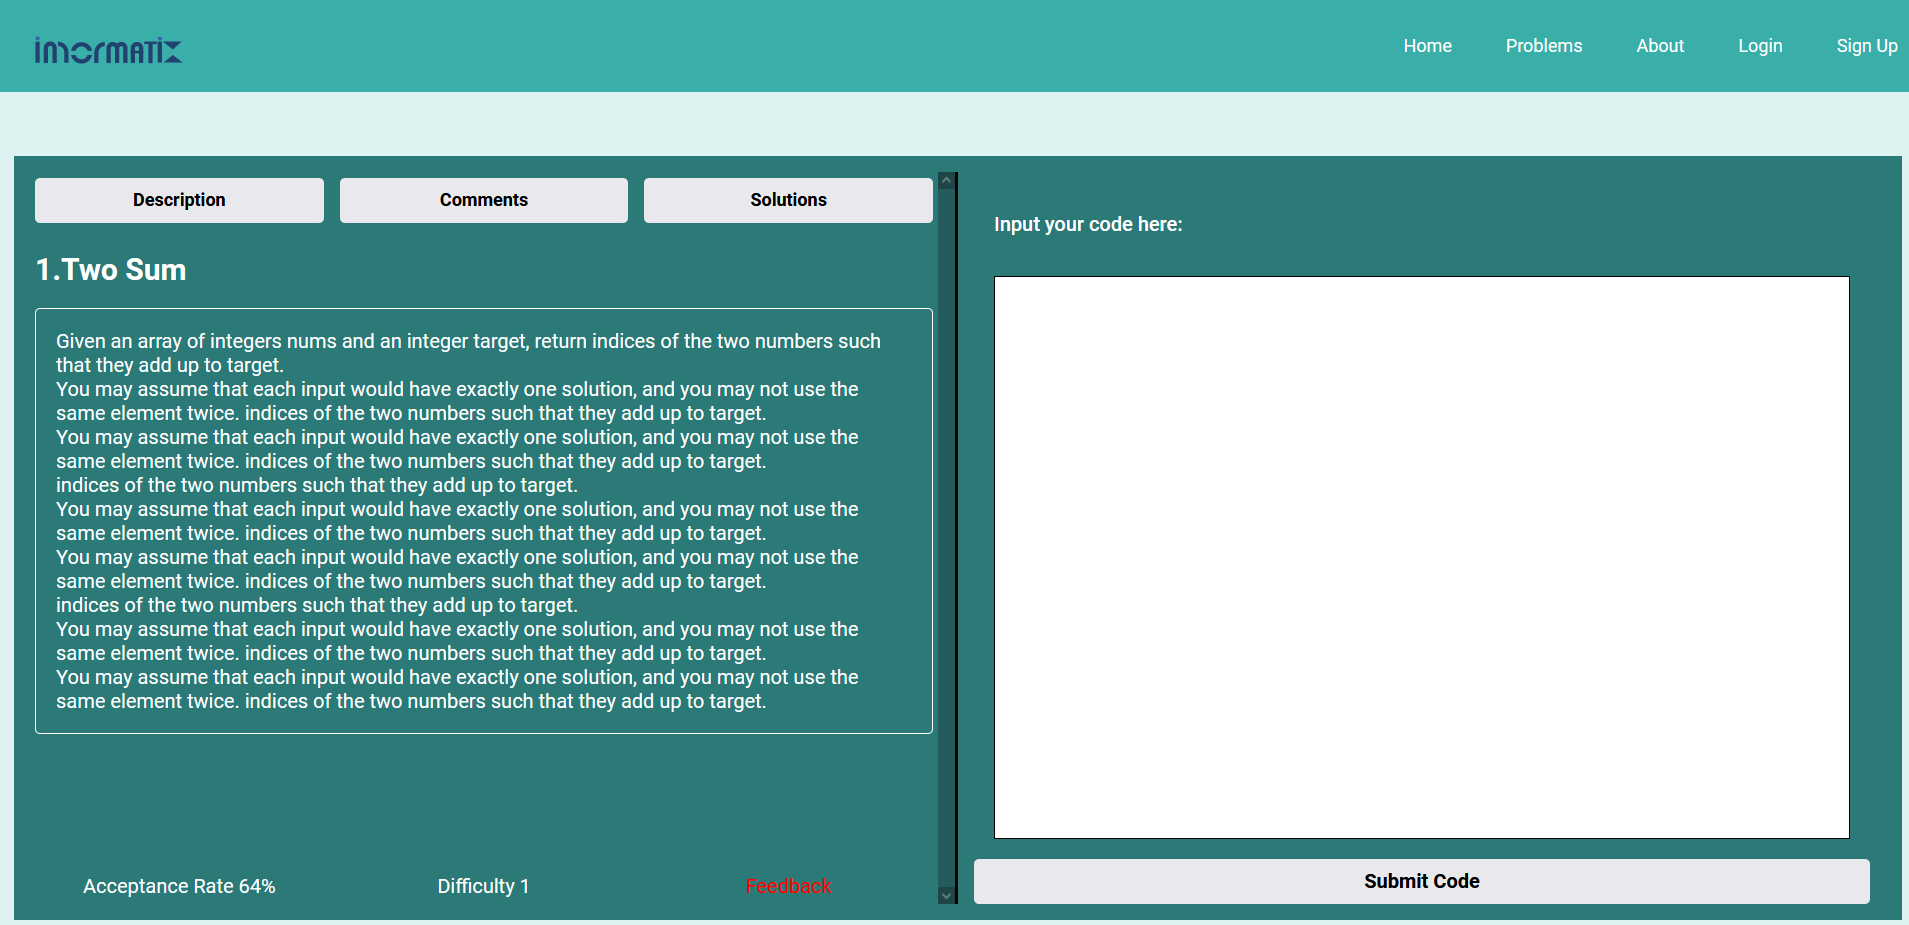 inormatix
Home Problems About Login Sign Up
Description Comments Solutions
1.Two Sum
Given an array of integers nums and an integer target, return indices of the two numbers such
that they add up to target.
You may assume that each input would have exactly one solution, and you may not use the
same element twice. indices of the two numbers such that they add up to target.
You may assume that each input would have exactly one solution, and you may not use the
same element twice. indices of the two numbers such that they add up to target.
indices of the two numbers such that they add up to target.
You may assume that each input would have exactly one solution, and you may not use the
same element twice. indices of the two numbers such that they add up to target.
You may assume that each input would have exactly one solution, and you may not use the
same element twice. indices of the two numbers such that they add up to target.
indices of the two numbers such that they add up to target.
You may assume that each input would have exactly one solution, and you may not use the
same element twice. indices of the two numbers such that they add up to target.
You may assume that each input would have exactly one solution, and you may not use the
same element twice. indices of the two numbers such that they add up to target.
Acceptance Rate 64% Difficulty 1 Feedback
Input your code here:
Submit Code